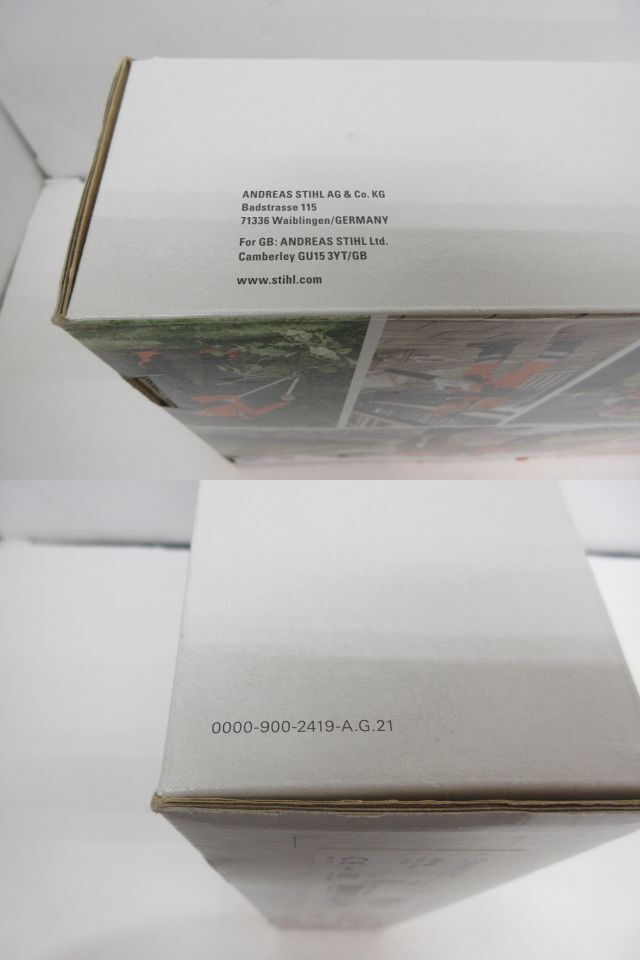 ANDREAS STIHL AG & Co. KG
Badstrasse 115
71336 Waiblingen/GERMANY
For GB: ANDREAS STIHL Ltd.
Camberley GU15 3YT/GB
www.stihl.com
0000-900-2419-A.G.21
CE